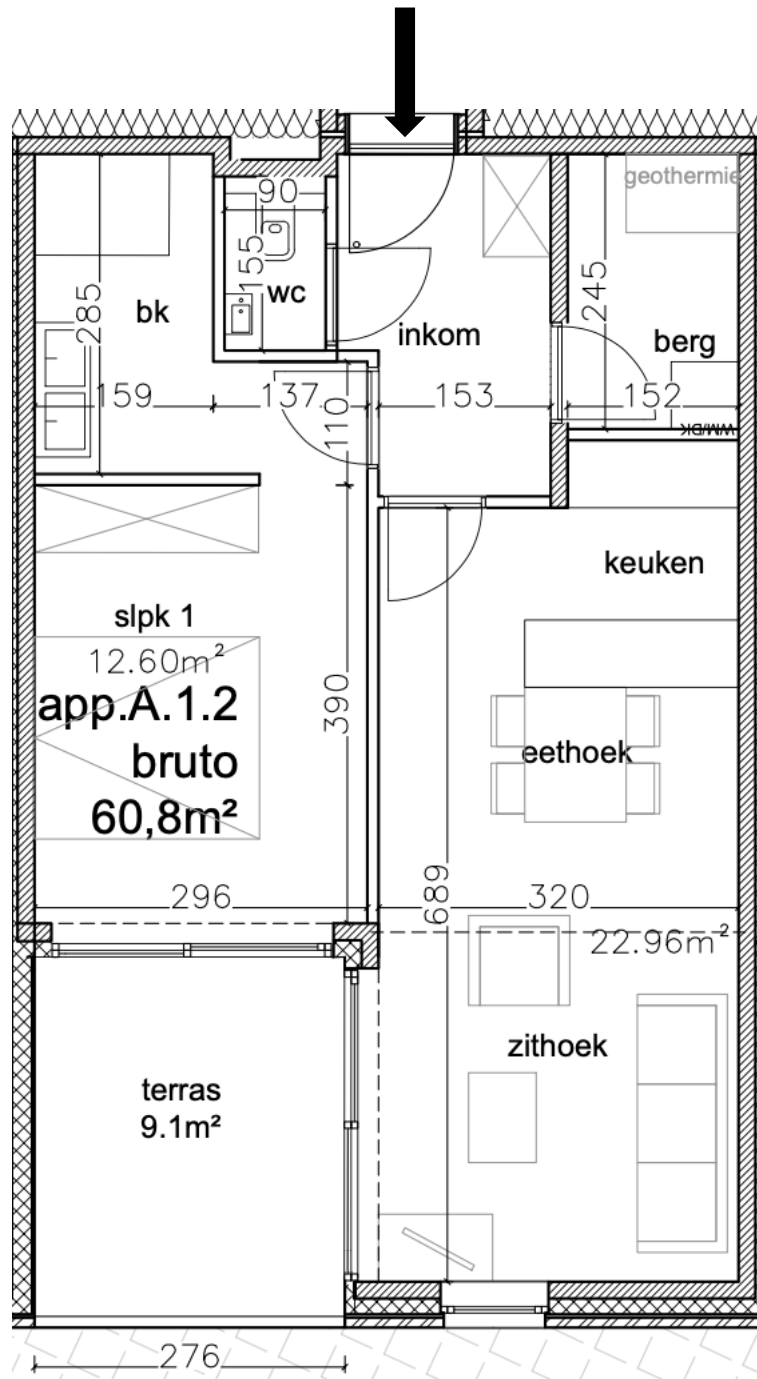 geothermie
90
155
wc
285
bk
inkom
245
berg
159
137
110
153
152
WM/DK
keuken
slpk 1
12.60m²
app.A.1.2
bruto
60,8m²
390
eethoek
296
689
320
22.96m²
zithoek
terras
9.1m²
276